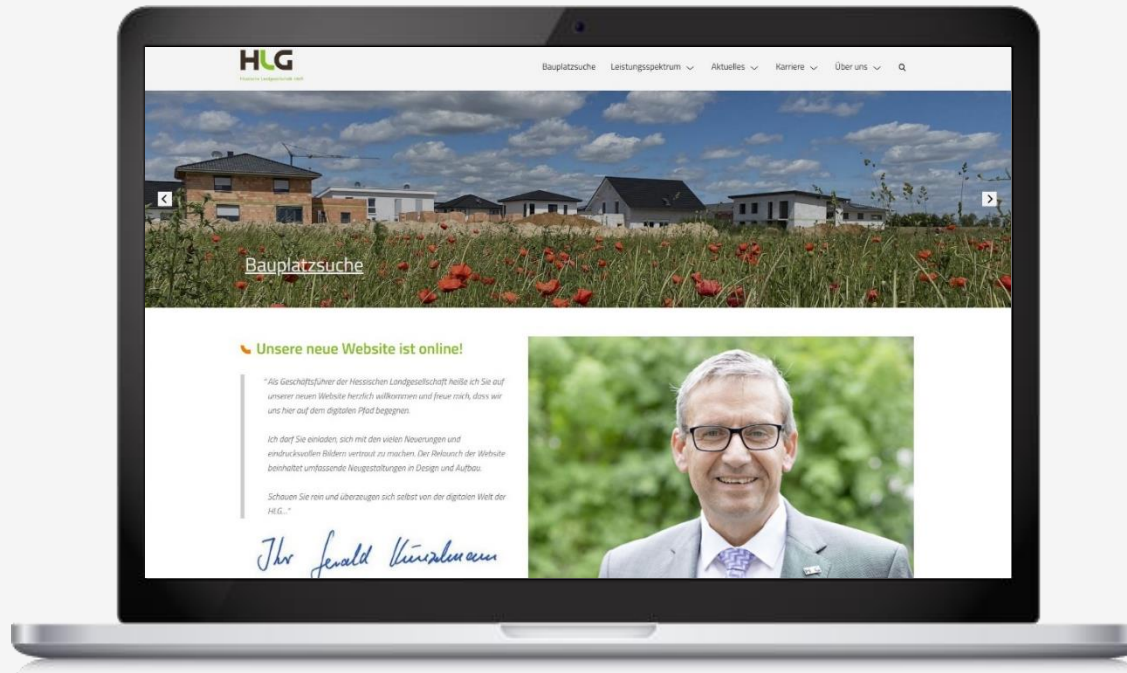 HLG
Hessische Landgesellschaft mbH
Bauplatzsuche Leistungsspektrum Aktuelles Karriere Über uns
Bauplatzsuche
Unsere neue Website ist online!
" Als Geschäftsführer der Hessischen Landgesellschaft heiße ich Sie auf
unserer neuen Website herzlich willkommen und freue mich, dass wir
uns hier auf dem digitalen Pfad begegnen.
Ich darf Sie einladen, sich mit den vielen Neuerungen und
eindrucksvollen Bildern vertraut zu machen. Der Relaunch der Website
beinhaltet umfassende Neugestaltungen in Design und Aufbau.
Schauen Sie rein und überzeugen sich selbst von der digitalen Welt der
HLG..."
Ihr Gerald Kunzelmann